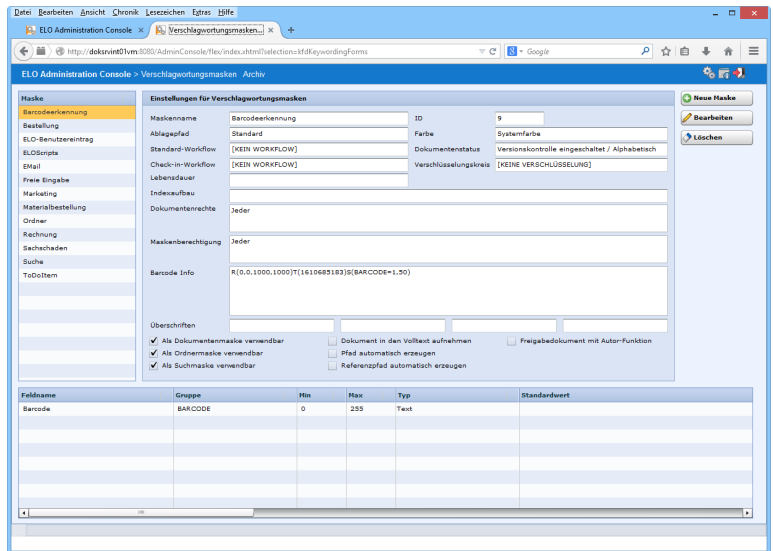 Datei Bearbeiten Ansicht Chronik Lesezeichen Extras Hilfe
ELO Administration Console × Verschlagwortungsmasken... × +
http://doksrvint01vm:8080/AdminConsole/flex/index.xhtml?selection=kfdKeywordingForms
8 - Google
ELO Administration Console > Verschlagwortungsmasken Archiv
Maske
Barcodeerkennung
Bestellung
ELO-Benutzereintrag
ELOScripts
EMail
Freie Eingabe
Marketing
Materialbestellung
Ordner
Rechnung
Sachschaden
Suche
ToDoItem
Einstellungen für Verschlagwortungsmasken
Maskenname Barcodeerkennung ID 9
Ablagepfad Standard Farbe Systemfarbe
Standard-Workflow [KEIN WORKFLOW] Dokumentenstatus Versionskontrolle eingeschaltet / Alphabetisch
Check-in-Workflow [KEIN WORKFLOW] Verschlüsselungskreis [KEINE VERSCHLÜSSELUNG]
Lebensdauer
Indexaufbau
Dokumentenrechte Jeder
Maskenberechtigung Jeder
Barcode Info R(0,0,1000,1000)T(1610685183)S(BARCODE=1,50)
Überschriften
Als Dokumentenmaske verwendbar Dokument in den Volltext aufnehmen Freigabedokument mit Autor-Funktion
Als Ordnermaske verwendbar Pfad automatisch erzeugen
Als Suchmaske verwendbar Referenzpfad automatisch erzeugen
Neue Maske
Bearbeiten
Löschen
Feldname Gruppe Min Max Typ Standardwert
Barcode BARCODE 0 255 Text